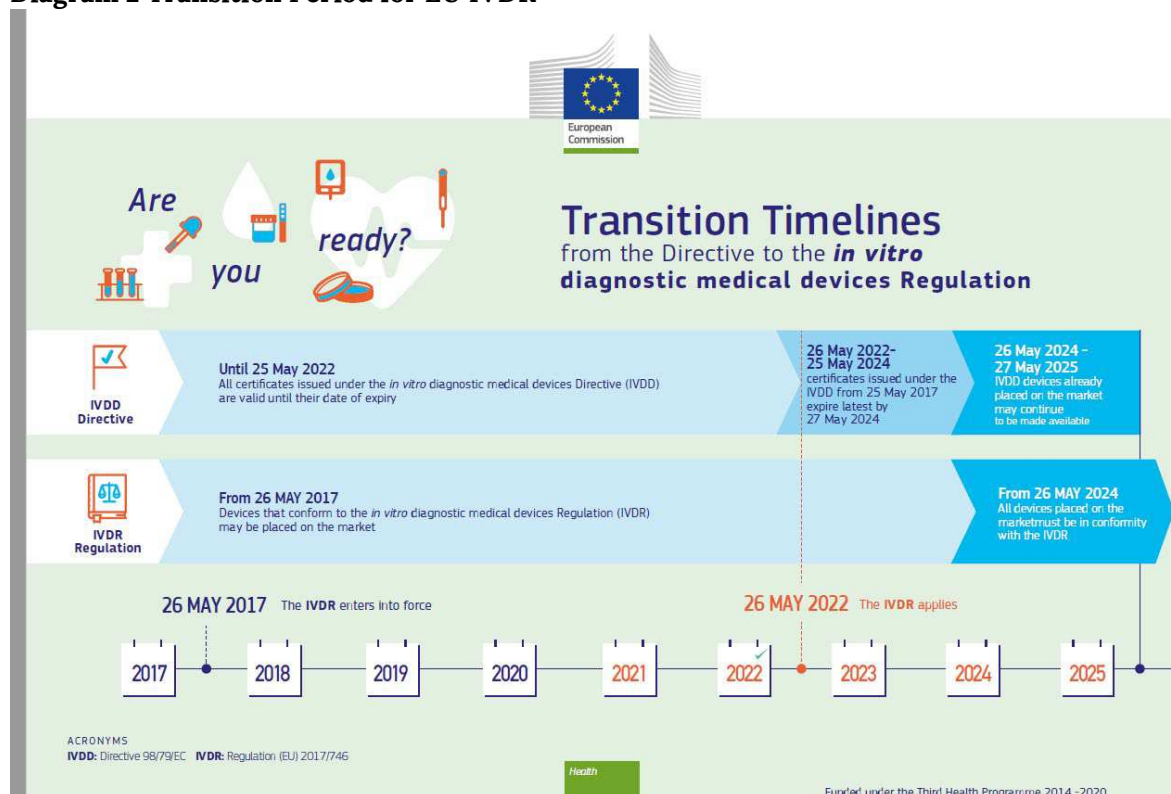 European
Commission
Are
you
ready?
Transition Timelines
from the Directive to the in vitro
diagnostic medical devices Regulation
IVDD
Directive
Until 25 May 2022
All certificates issued under the in vitro diagnostic medical devices Directive (IVDD)
are valid until their date of expiry
26 May 2022-
25 May 2024
certificates issued under the
IVDD from 25 May 2017
expire latest by
27 May 2024
26 May 2024 -
27 May 2025
IVDD devices already
placed on the market
may continue
to be made available
IVDR
Regulation
From 26 MAY 2017
Devices that conform to the in vitro diagnostic medical devices Regulation (IVDR)
may be placed on the market
From 26 MAY 2024
All devices placed on the
marketmust be in conformity
with the IVDR
26 MAY 2017 The IVDR enters into force
26 MAY 2022 The IVDR applies
2017 2018 2019 2020 2021 2022 2023 2024 2025
ACRONYMS
IVDD: Directive 98/79/EC IVDR: Regulation (EU) 2017/746
Health
Funded under the Third Health Programme 2014 -2020